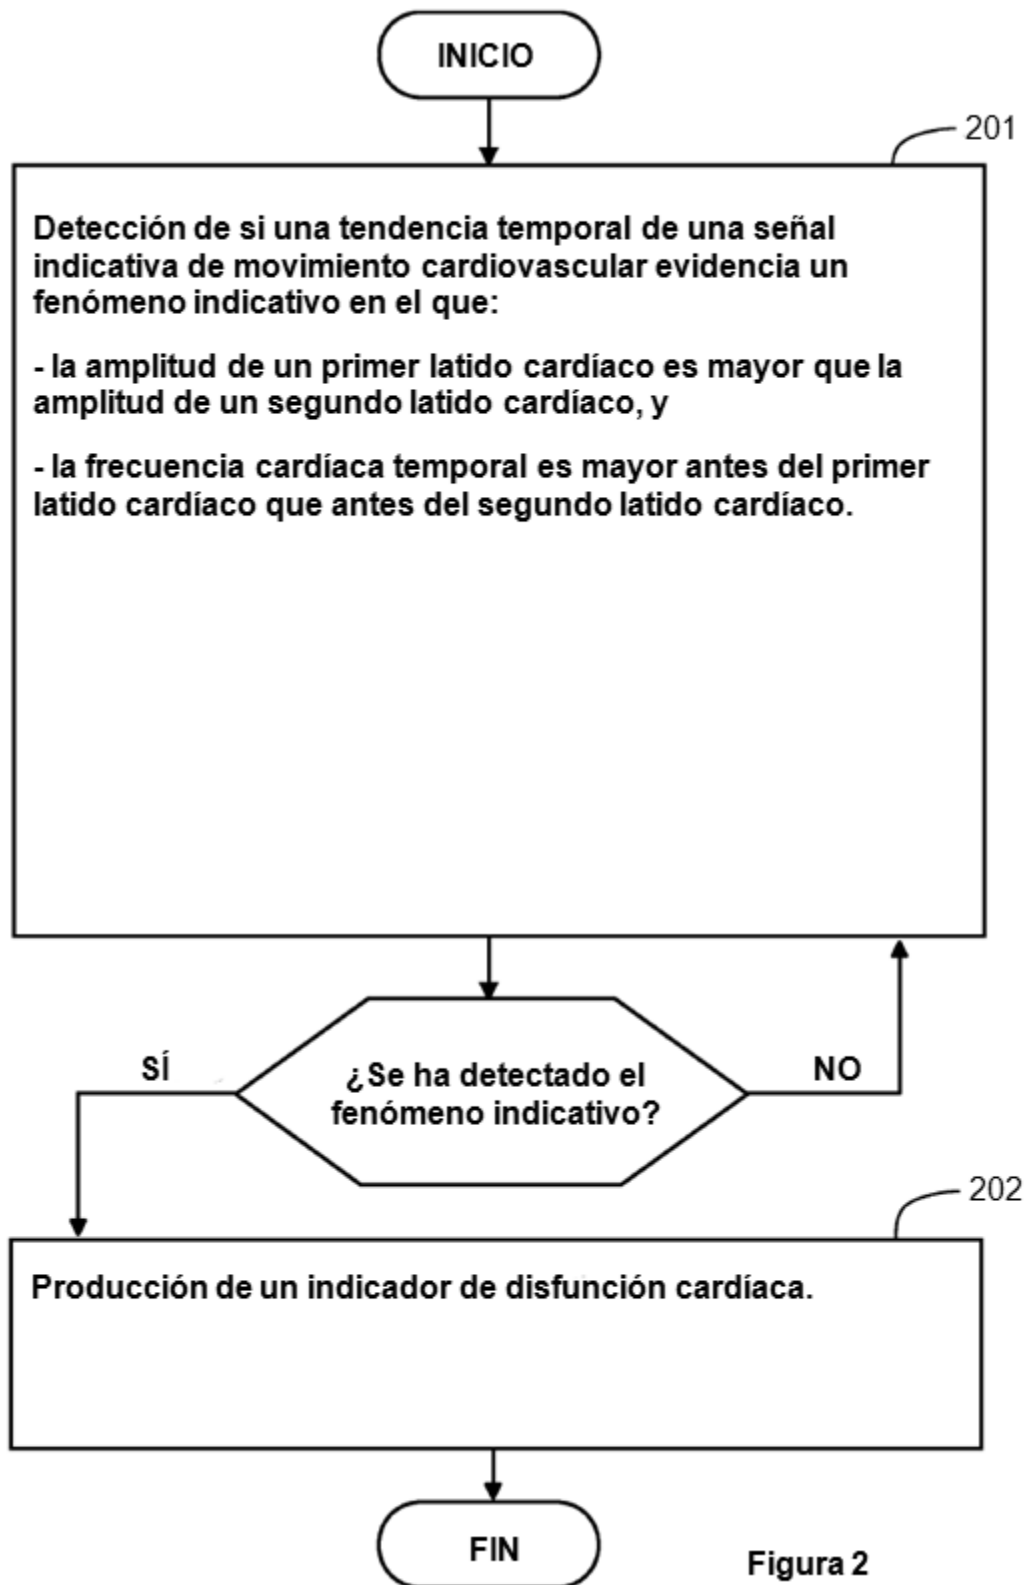 INICIO
201
Detección de si una tendencia temporal de una señal
indicativa de movimiento cardiovascular evidencia un
fenómeno indicativo en el que:
- la amplitud de un primer latido cardíaco es mayor que la
amplitud de un segundo latido cardíaco, y
- la frecuencia cardíaca temporal es mayor antes del primer
latido cardíaco que antes del segundo latido cardíaco.
SÍ
¿Se ha detectado el
fenómeno indicativo?
NO
202
Producción de un indicador de disfunción cardíaca.
FIN
Figura 2